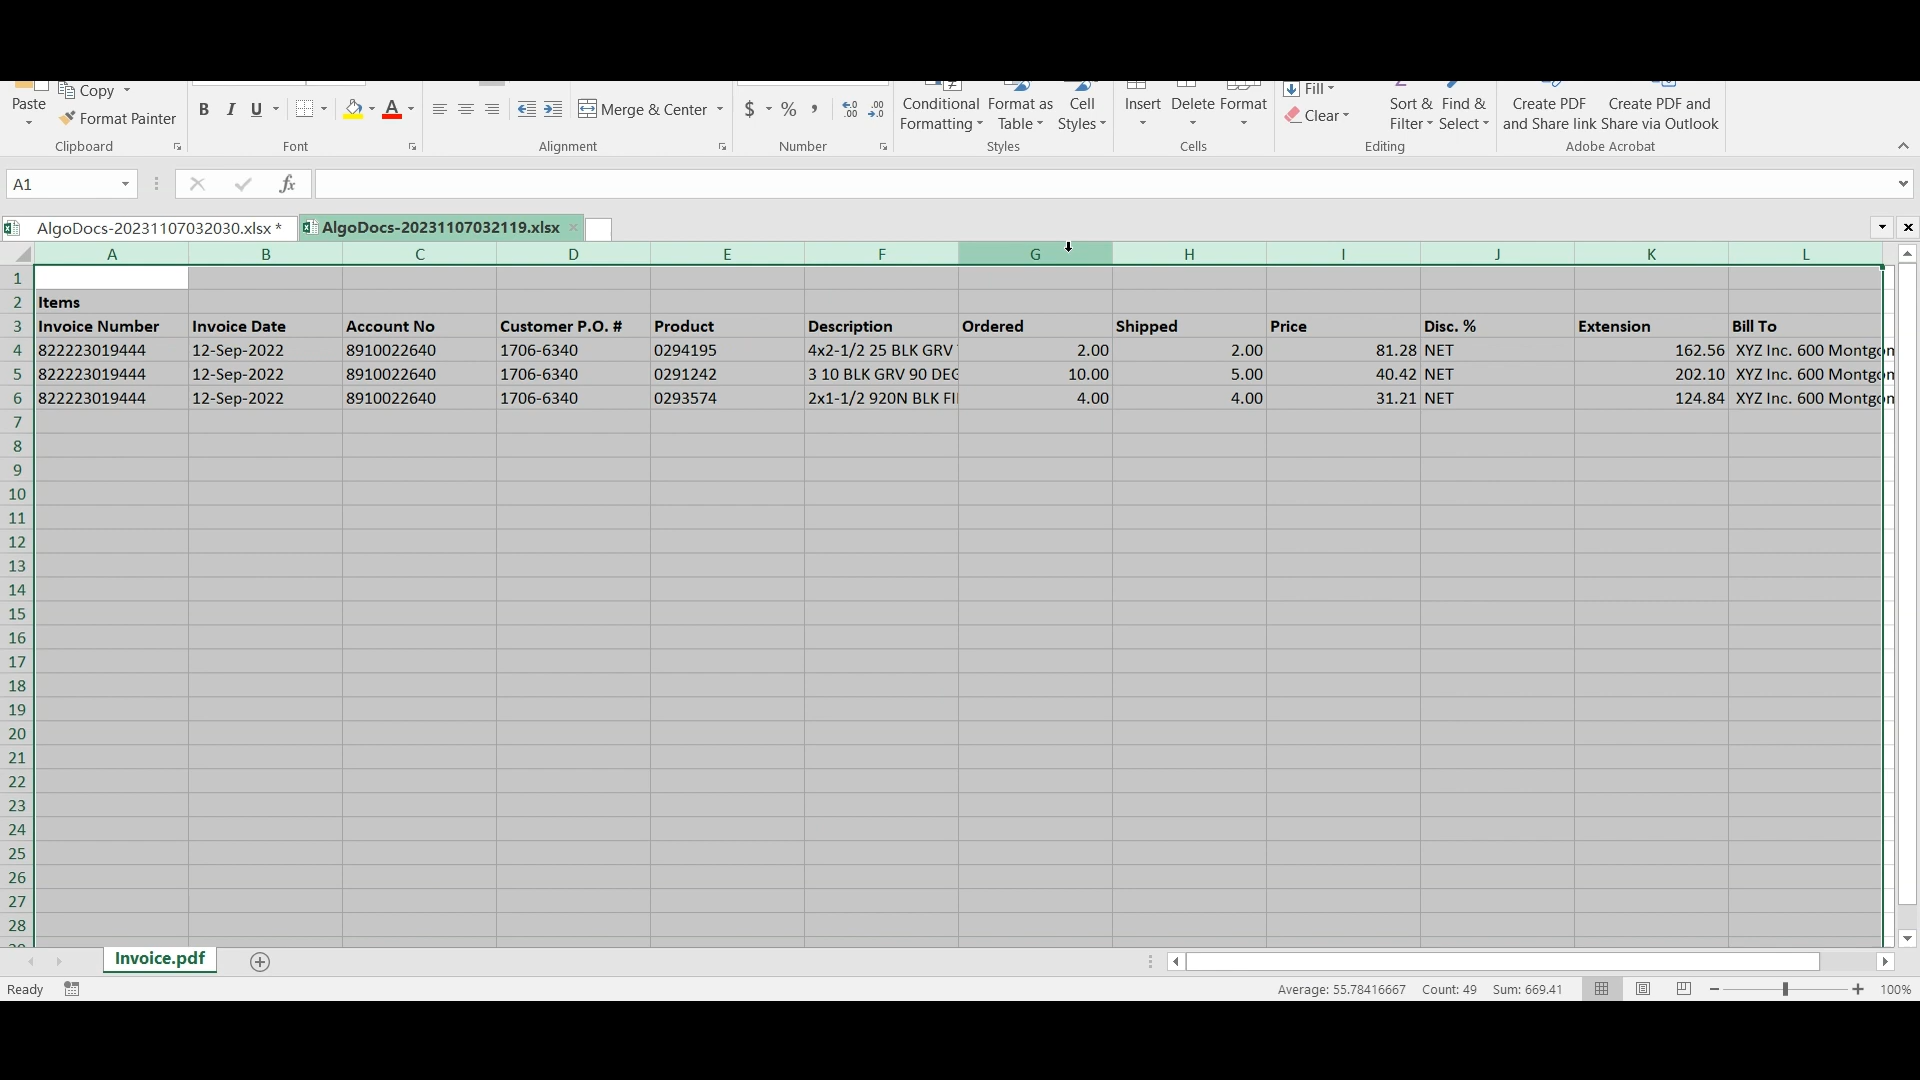 Paste
Copy
Format Painter
Clipboard
B I U
A
Font
Merge & Center
Alignment
$ % ,
Number
Conditional Formatting
Format as Table
Cell Styles
Styles
Insert
Delete
Format
Cells
Fill
Clear
Sort & Filter
Find & Select
Editing
Create PDF and Share link
Create PDF and Share via Outlook
Adobe Acrobat
A1
fx
AlgoDocs-20231107032030.xlsx *
AlgoDocs-20231107032119.xlsx
A B C D E F G H I J K L
1
2 Items
3 Invoice Number Invoice Date Account No Customer P.O. # Product Description Ordered Shipped Price Disc. % Extension Bill To
4 822223019444 12-Sep-2022 8910022640 1706-6340 0294195 4x2-1/2 25 BLK GRV 2.00 2.00 81.28 NET 162.56 XYZ Inc. 600 Montgom
5 822223019444 12-Sep-2022 8910022640 1706-6340 0291242 3 10 BLK GRV 90 DEG 10.00 5.00 40.42 NET 202.10 XYZ Inc. 600 Montgom
6 822223019444 12-Sep-2022 8910022640 1706-6340 0293574 2x1-1/2 920N BLK FI 4.00 4.00 31.21 NET 124.84 XYZ Inc. 600 Montgom
7
8
9
10
11
12
13
14
15
16
17
18
19
20
21
22
23
24
25
26
27
28
Invoice.pdf
Ready
Average: 55.78416667 Count: 49 Sum: 669.41
100%